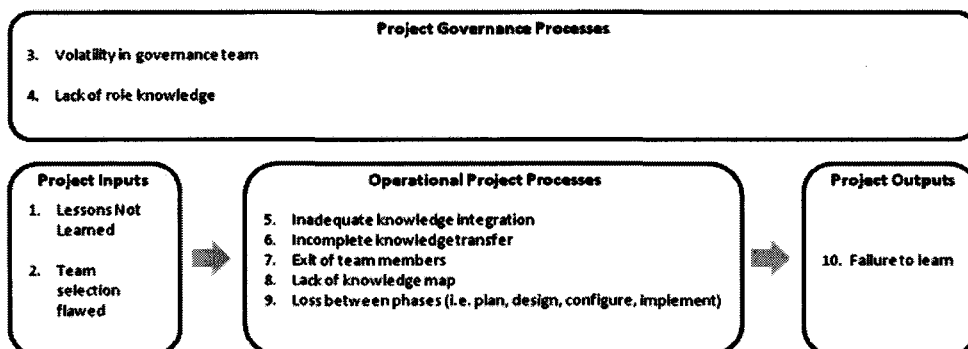 Project Governance Processes
3. Volatility in governance team
4. Lack of role knowledge
Project Inputs
1. Lessons Not
Learned
2. Team
selection
flawed
Operational Project Processes
5. Inadequate knowledge integration
6. Incomplete knowledge transfer
7. Exit of team members
8. Lack of knowledge map
9. Loss between phases (i.e. plan, design, configure, implement)
Project Outputs
10. Failure to learn